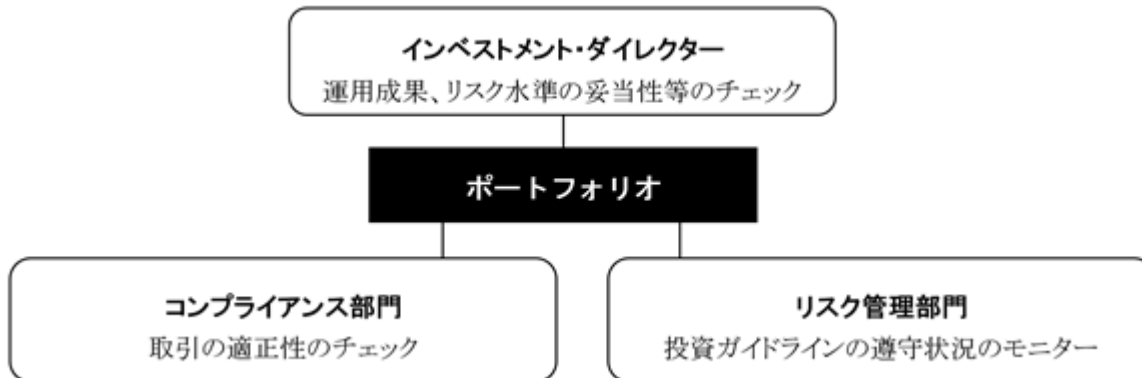 インベストメント・ダイレクター
運用成果、リスク水準の妥当性等のチェック
ポートフォリオ
コンプライアンス部門
取引の適正性のチェック
リスク管理部門
投資ガイドラインの遵守状況のモニター